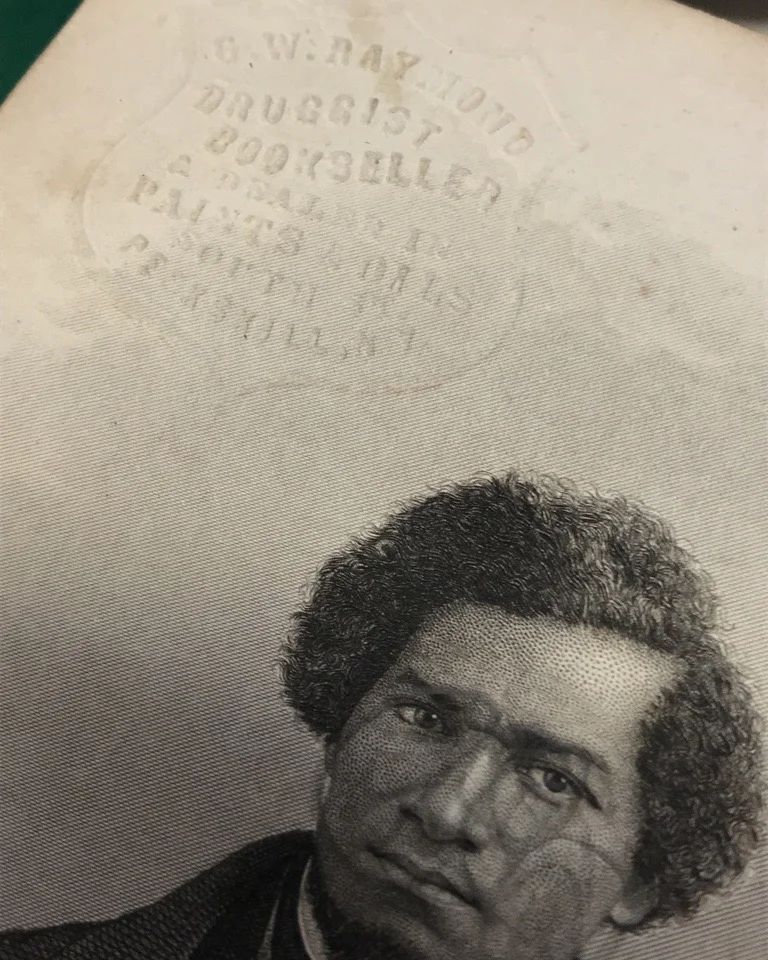 G. W. RAYMOND
DRUGGIST
BOOKSELLER
& DEALER IN
PAINTS & OILS
SOUTH ST.
PEEKSKILL, N.Y.